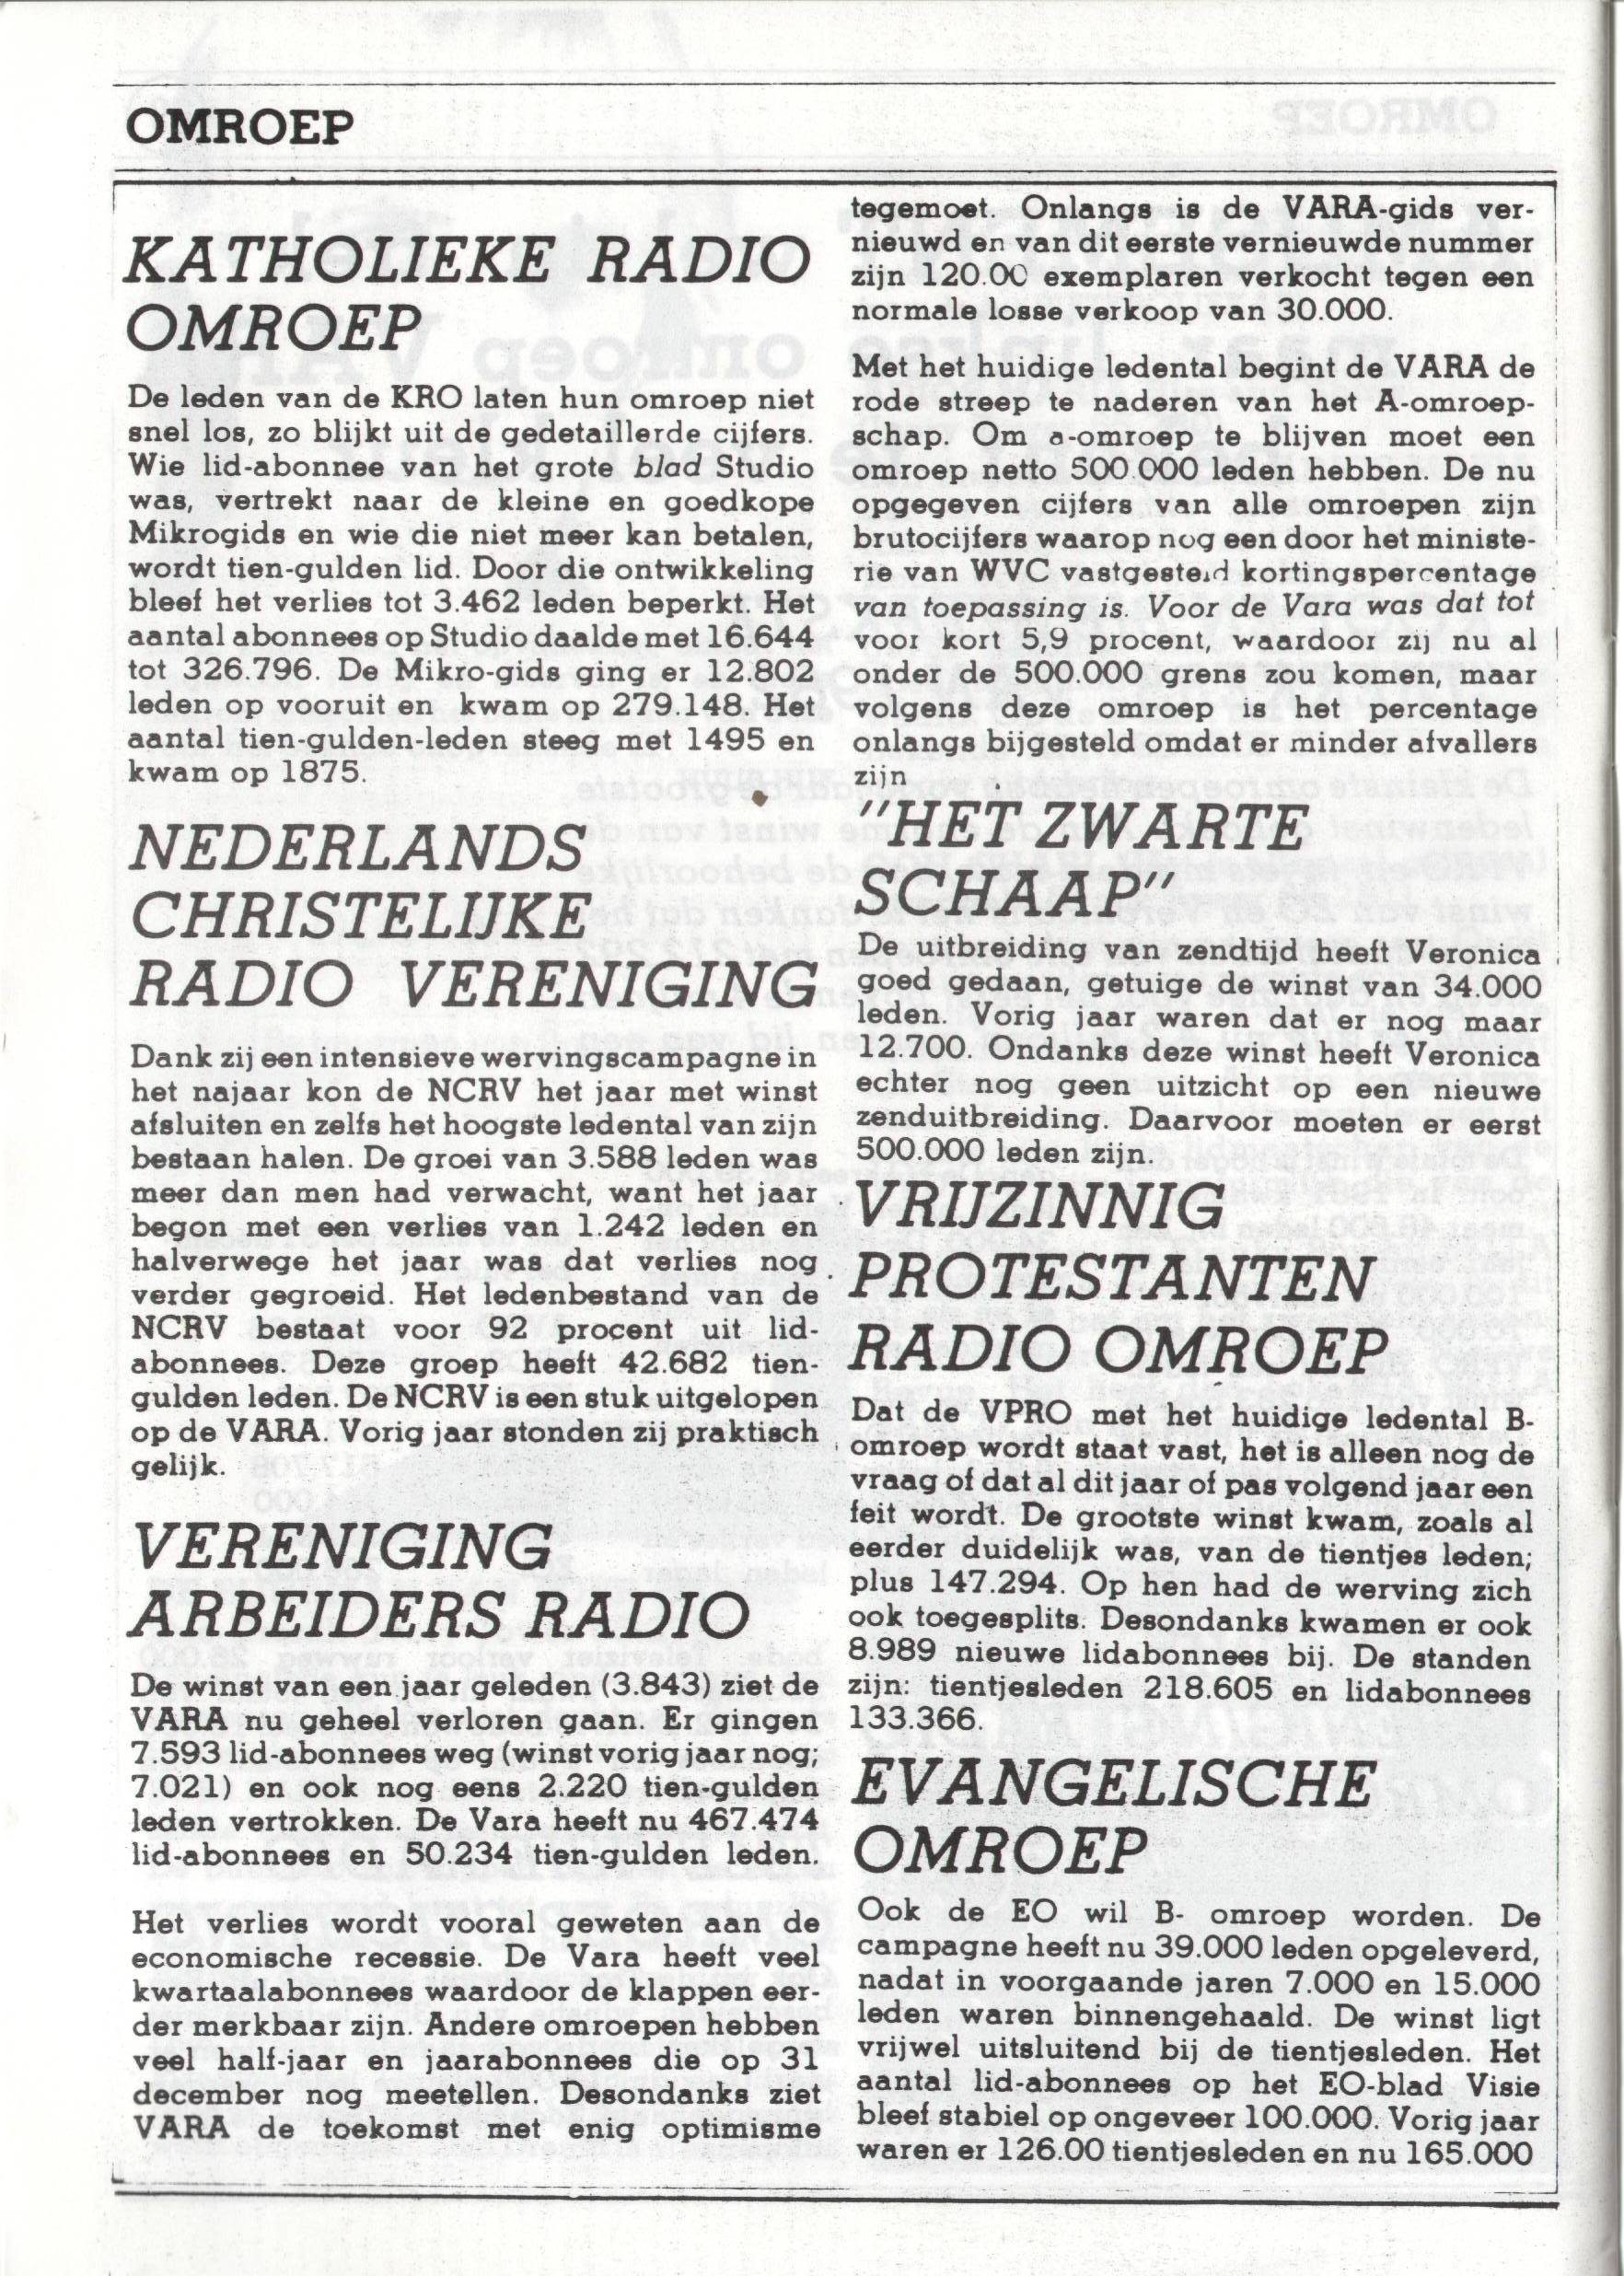 OMROEP
KATHOLIEKE RADIO
OMROEP
De leden van de KRO laten hun omroep niet
snel los, zo blijkt uit de gedetaillerde cijfers.
Wie lid-abonnee van het grote blad Studio
was, vertrekt naar de kleine en goedkope
Mikrogids en wie die niet meer kan betalen,
wordt tien-gulden lid. Door die ontwikkeling
bleef het verlies tot 3.462 leden beperkt. Het
aantal abonnees op Studio daalde met 16.644
tot 326.796. De Mikro-gids ging er 12.802
leden op vooruit en kwam op 279.148. Het
aantal tien-gulden-leden steeg met 1495 en
kwam op 1875.
NEDERLANDS
CHRISTELIJKE
RADIO VERENIGING
Dank zij een intensieve wervingscampagne in
het najaar kon de NCRV het jaar met winst
afsluiten en zelfs het hoogste ledental van zijn
bestaan halen. De groei van 3.588 leden was
meer dan men had verwacht, want het jaar
begon met een verlies van 1.242 leden en
halverwege het jaar was dat verlies nog
verder gegroeid. Het ledenbestand van de
NCRV bestaat voor 92 procent uit lid-
abonnees. Deze groep heeft 42.682 tien-
gulden leden. De NCRV is een stuk uitgelopen
op de VARA. Vorig jaar stonden zij praktisch
gelijk.
VERENIGING
ARBEIDERS RADIO
De winst van een jaar geleden (3.843) ziet de
VARA nu geheel verloren gaan. Er gingen
7.593 lid-abonnees weg (winst vorig jaar nog;
7.021) en ook nog eens 2.220 tien-gulden
leden vertrokken. De Vara heeft nu 467.474
lid-abonnees en 50.234 tien-gulden leden.
Het verlies wordt vooral geweten aan de
economische recessie. De Vara heeft veel
kwartaalabonnees waardoor de klappen eer-
der merkbaar zijn. Andere omroepen hebben
veel half-jaar en jaarabonnees die op 31
december nog meetellen. Desondanks ziet
VARA de toekomst met enig optimisme
tegemoet. Onlangs is de VARA-gids ver-
nieuwd en van dit eerste vernieuwde nummer
zijn 120.00 exemplaren verkocht tegen een
normale losse verkoop van 30.000.
Met het huidige ledental begint de VARA de
rode streep te naderen van het A-omroep-
schap. Om a-omroep te blijven moet een
omroep netto 500.000 leden hebben. De nu
opgegeven cijfers van alle omroepen zijn
brutocijfers waarop nog een door het ministe-
rie van WVC vastgesteld kortingspercentage
van toepassing is. Voor de Vara was dat tot
voor kort 5,9 procent, waardoor zij nu al
onder de 500.000 grens zou komen, maar
volgens deze omroep is het percentage
onlangs bijgesteld omdat er minder afvallers
zijn
"HET ZWARTE
SCHAAP"
De uitbreiding van zendtijd heeft Veronica
goed gedaan, getuige de winst van 34.000
leden. Vorig jaar waren dat er nog maar
12.700. Ondanks deze winst heeft Veronica
echter nog geen uitzicht op een nieuwe
zenduitbreiding. Daarvoor moeten er eerst
500.000 leden zijn.
VRIJZINNIG
PROTESTANTEN
RADIO OMROEP
Dat de VPRO met het huidige ledental B-
omroep wordt staat vast, het is alleen nog de
vraag of dat al dit jaar of pas volgend jaar een
feit wordt. De grootste winst kwam, zoals al
eerder duidelijk was, van de tientjes leden;
plus 147.294. Op hen had de werving zich
ook toegesplits. Desondanks kwamen er ook
8.989 nieuwe lidabonnees bij. De standen
zijn: tientjesleden 218.605 en lidabonnees
133.366.
EVANGELISCHE
OMROEP
Ook de EO wil B- omroep worden. De
campagne heeft nu 39.000 leden opgeleverd,
nadat in voorgaande jaren 7.000 en 15.000
leden waren binnengehaald. De winst ligt
vrijwel uitsluitend bij de tientjesleden. Het
aantal lid-abonnees op het EO-blad Visie
bleef stabiel op ongeveer 100.000. Vorig jaar
waren er 126.00 tientjesleden en nu 165.000